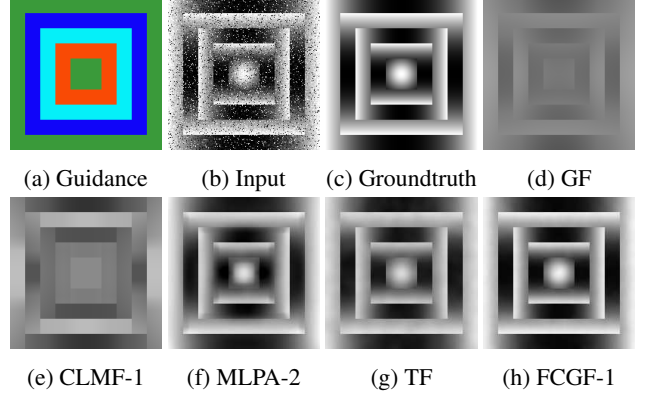 (a) Guidance (b) Input (c) Groundtruth (d) GF
(e) CLMF-1 (f) MLPA-2 (g) TF (h) FCGF-1